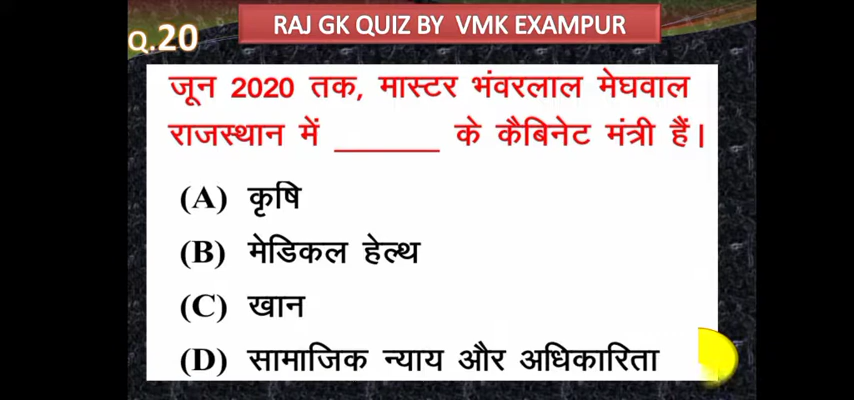 RAJ GK QUIZ BY VMK EXAMPUR
Q.20
जून 2020 तक, मास्टर भंवरलाल मेघवाल
राजस्थान में _______ के कैबिनेट मंत्री हैं।
(A) कृषि
(B) मेडिकल हेल्थ
(C) खान
(D) सामाजिक न्याय और अधिकारिता